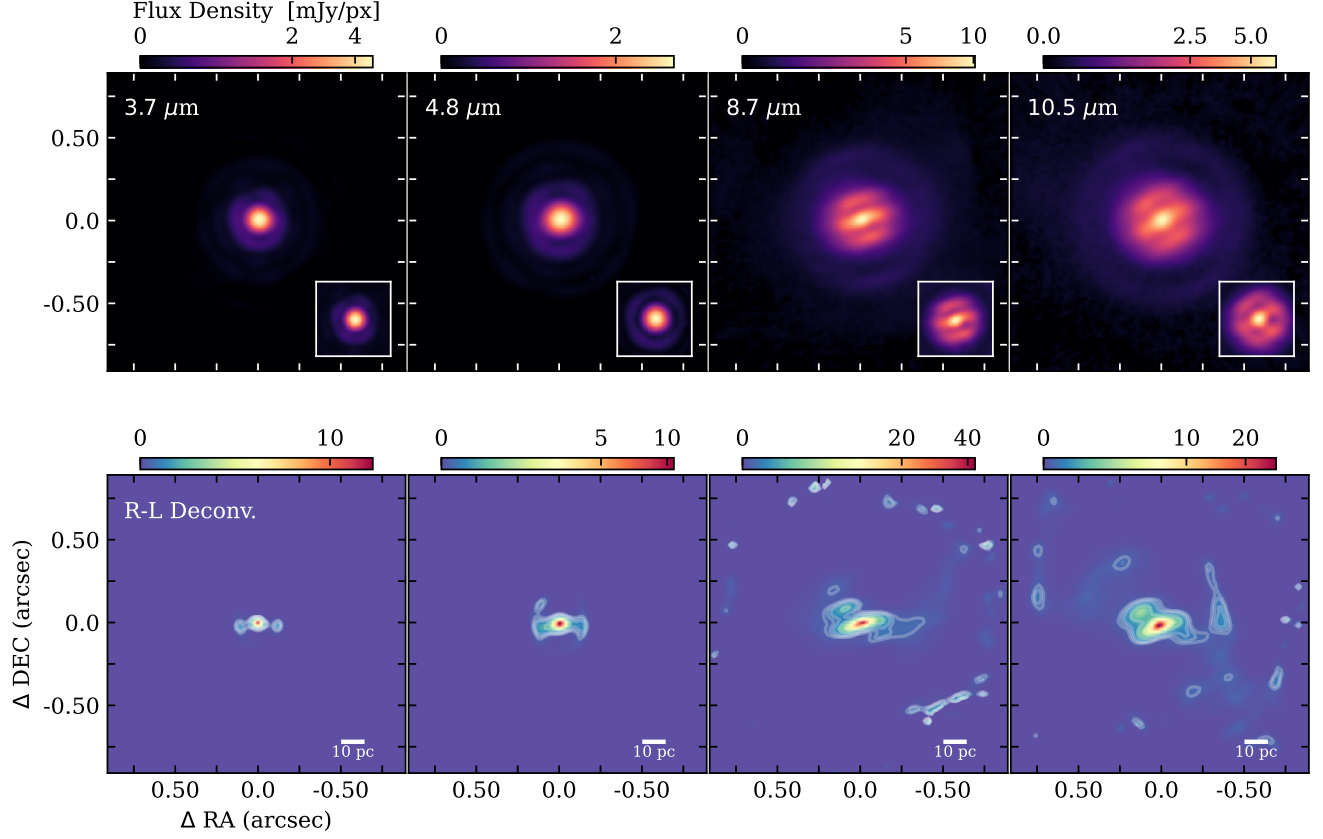 Flux Density [mJy/px]
0 2 4
0 2
0 5 10
0.0 2.5 5.0
3.7 μm
4.8 μm
8.7 μm
10.5 μm
0.50
0.0
-0.50
0 10
0 5 10
0 20 40
0 10 20
R-L Deconv.
0.50
0.0
-0.50
Δ DEC (arcsec)
10 pc
10 pc
10 pc
10 pc
0.50 0.0 -0.50
0.50 0.0 -0.50
0.50 0.0 -0.50
0.50 0.0 -0.50
Δ RA (arcsec)